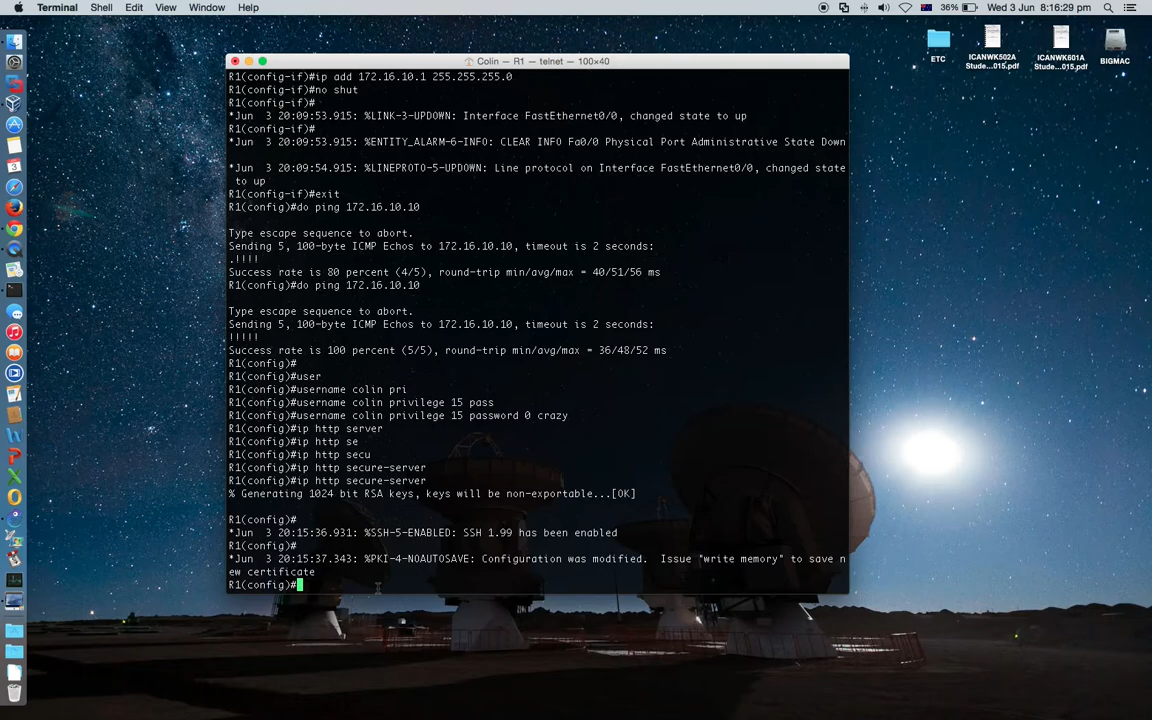 Terminal Shell Edit View Window Help
36% Wed 3 Jun 8:16:29 pm
Colin — R1 — telnet — 100×40
R1(config-if)#ip add 172.16.10.1 255.255.255.0
R1(config-if)#no shut
R1(config-if)#
*Jun  3 20:09:53.915: %LINK-3-UPDOWN: Interface FastEthernet0/0, changed state to up
R1(config-if)#
*Jun  3 20:09:53.915: %ENTITY_ALARM-6-INFO: CLEAR INFO Fa0/0 Physical Port Administrative State Down
*Jun  3 20:09:54.915: %LINEPROTO-5-UPDOWN: Line protocol on Interface FastEthernet0/0, changed state
to up
R1(config-if)#exit
R1(config)#do ping 172.16.10.10
Type escape sequence to abort.
Sending 5, 100-byte ICMP Echos to 172.16.10.10, timeout is 2 seconds:
.!!!!
Success rate is 80 percent (4/5), round-trip min/avg/max = 40/51/56 ms
R1(config)#do ping 172.16.10.10
Type escape sequence to abort.
Sending 5, 100-byte ICMP Echos to 172.16.10.10, timeout is 2 seconds:
!!!!!
Success rate is 100 percent (5/5), round-trip min/avg/max = 36/48/52 ms
R1(config)#
R1(config)#user
R1(config)#username colin pri
R1(config)#username colin privilege 15 pass
R1(config)#username colin privilege 15 password 0 crazy
R1(config)#ip http server
R1(config)#ip http se
R1(config)#ip http secu
R1(config)#ip http secure-server
R1(config)#ip http secure-server
% Generating 1024 bit RSA keys, keys will be non-exportable...[OK]
R1(config)#
*Jun  3 20:15:36.931: %SSH-5-ENABLED: SSH 1.99 has been enabled
R1(config)#
*Jun  3 20:15:37.343: %PKI-4-NOAUTOSAVE: Configuration was modified.  Issue "write memory" to save n
ew certificate
R1(config)#
ETC
ICANWK502A
Stude...015.pdf
ICANWK601A
Stude...015.pdf
BIGMAC